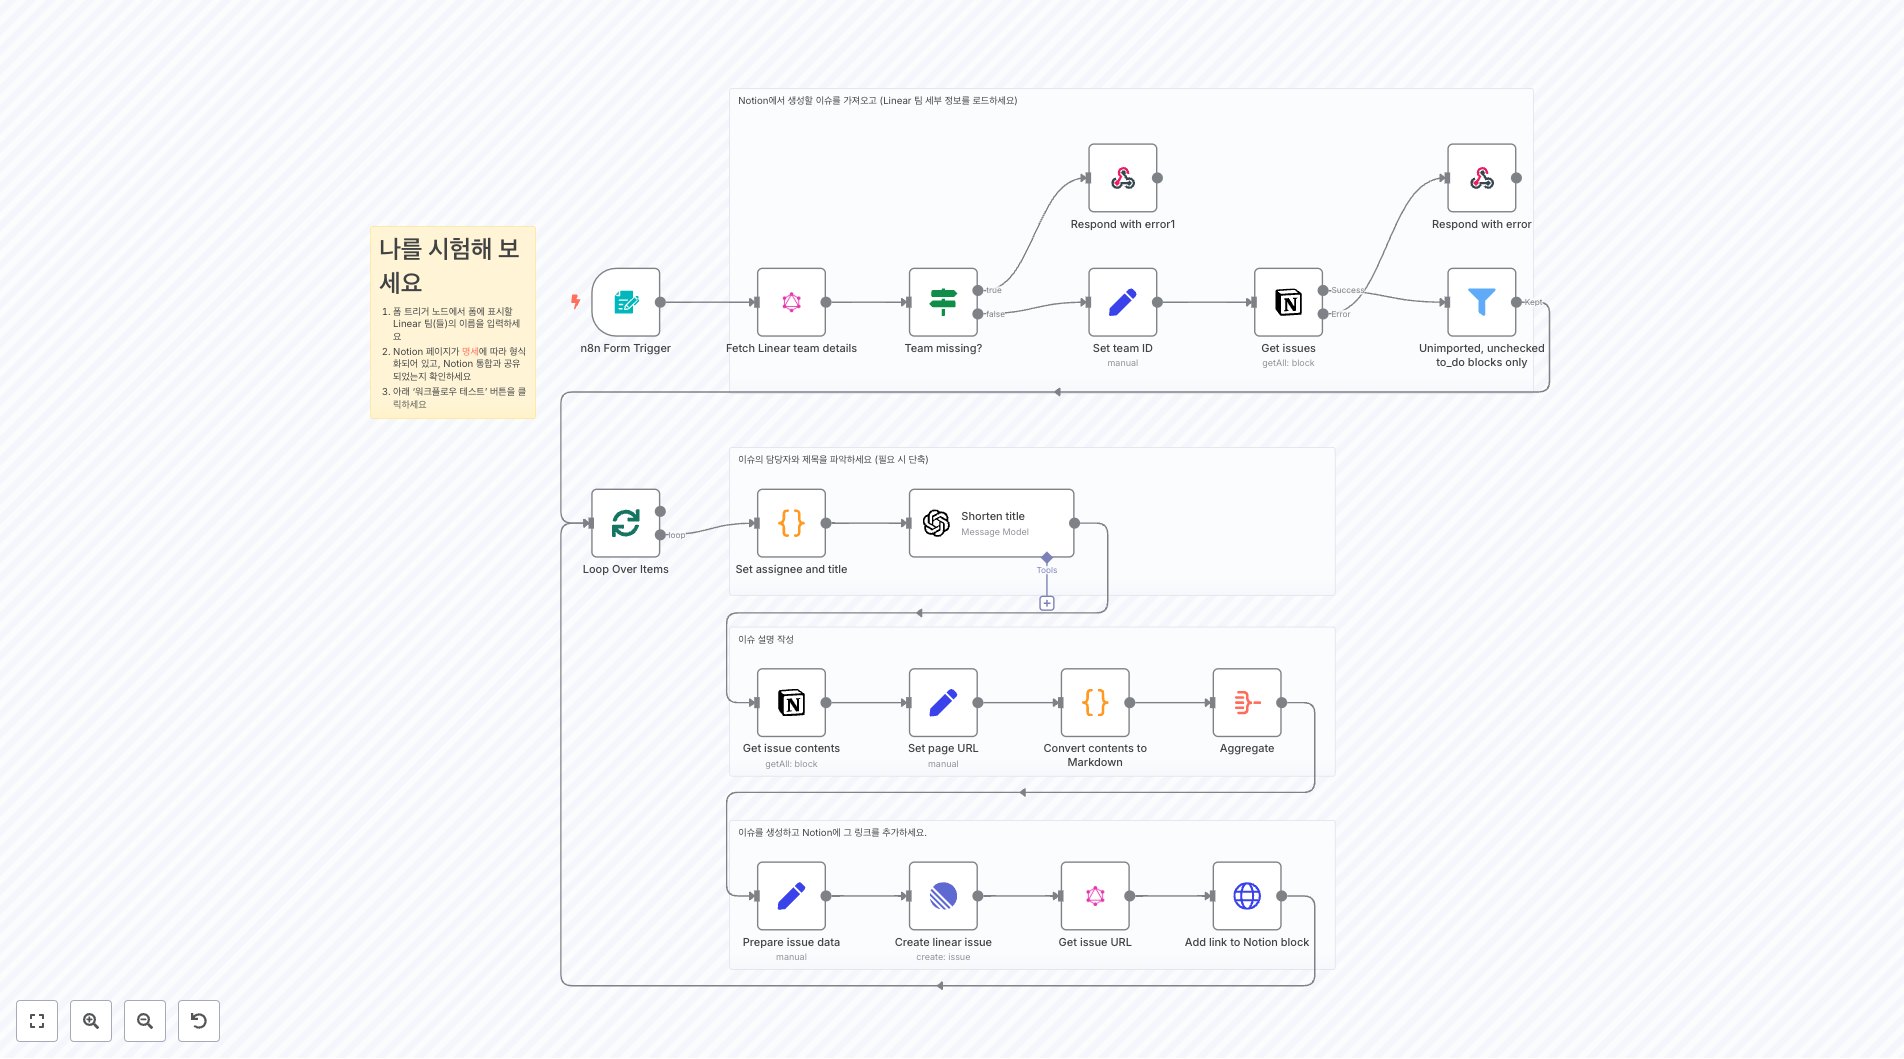 Notion에서 생성할 이슈를 가져오고 (Linear 팀 세부 정보를 로드하세요)
Respond with error1
Respond with error
나를 시험해 보
세요
1. 폼 트리거 노드에서 폼에 표시할
Linear 팀(들)의 이름을 입력하세
요
2. Notion 페이지가 명세에 따라 형식
화되어 있고, Notion 통합과 공유
되었는지 확인하세요
3. 아래 '워크플로우 테스트' 버튼을 클
릭하세요
n8n Form Trigger
Fetch Linear team details
true
false
Team missing?
Set team ID
manual
Success
Error
Get issues
getAll: block
Kept
Unimported, unchecked
to_do blocks only
이슈의 담당자와 제목을 파악하세요 (필요 시 단축)
loop
Loop Over Items
Set assignee and title
Shorten title
Message Model
Tools
이슈 설명 작성
Get issue contents
getAll: block
Set page URL
manual
Convert contents to
Markdown
Aggregate
이슈를 생성하고 Notion에 그 링크를 추가하세요.
Prepare issue data
manual
Create linear issue
create: issue
Get issue URL
Add link to Notion block